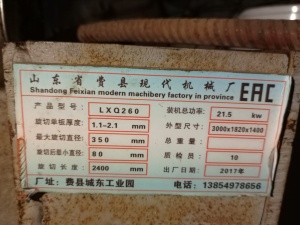 山东省费县现代机械厂
Shandong Feixian modern machibery factory in province EAC
产品型号: LXQ260 装机总功率: 21.5 kw
旋切单板厚度: 1.1-2.1 mm 外型尺寸: 3000x1820x1400
最大旋切直径: 350 mm 总重量:
旋切后最小直径: 80 mm 质检员: 10
旋切长度: 2400 mm 出厂日期: 2017年
厂址: 费县城东工业园 电话: 13854978656